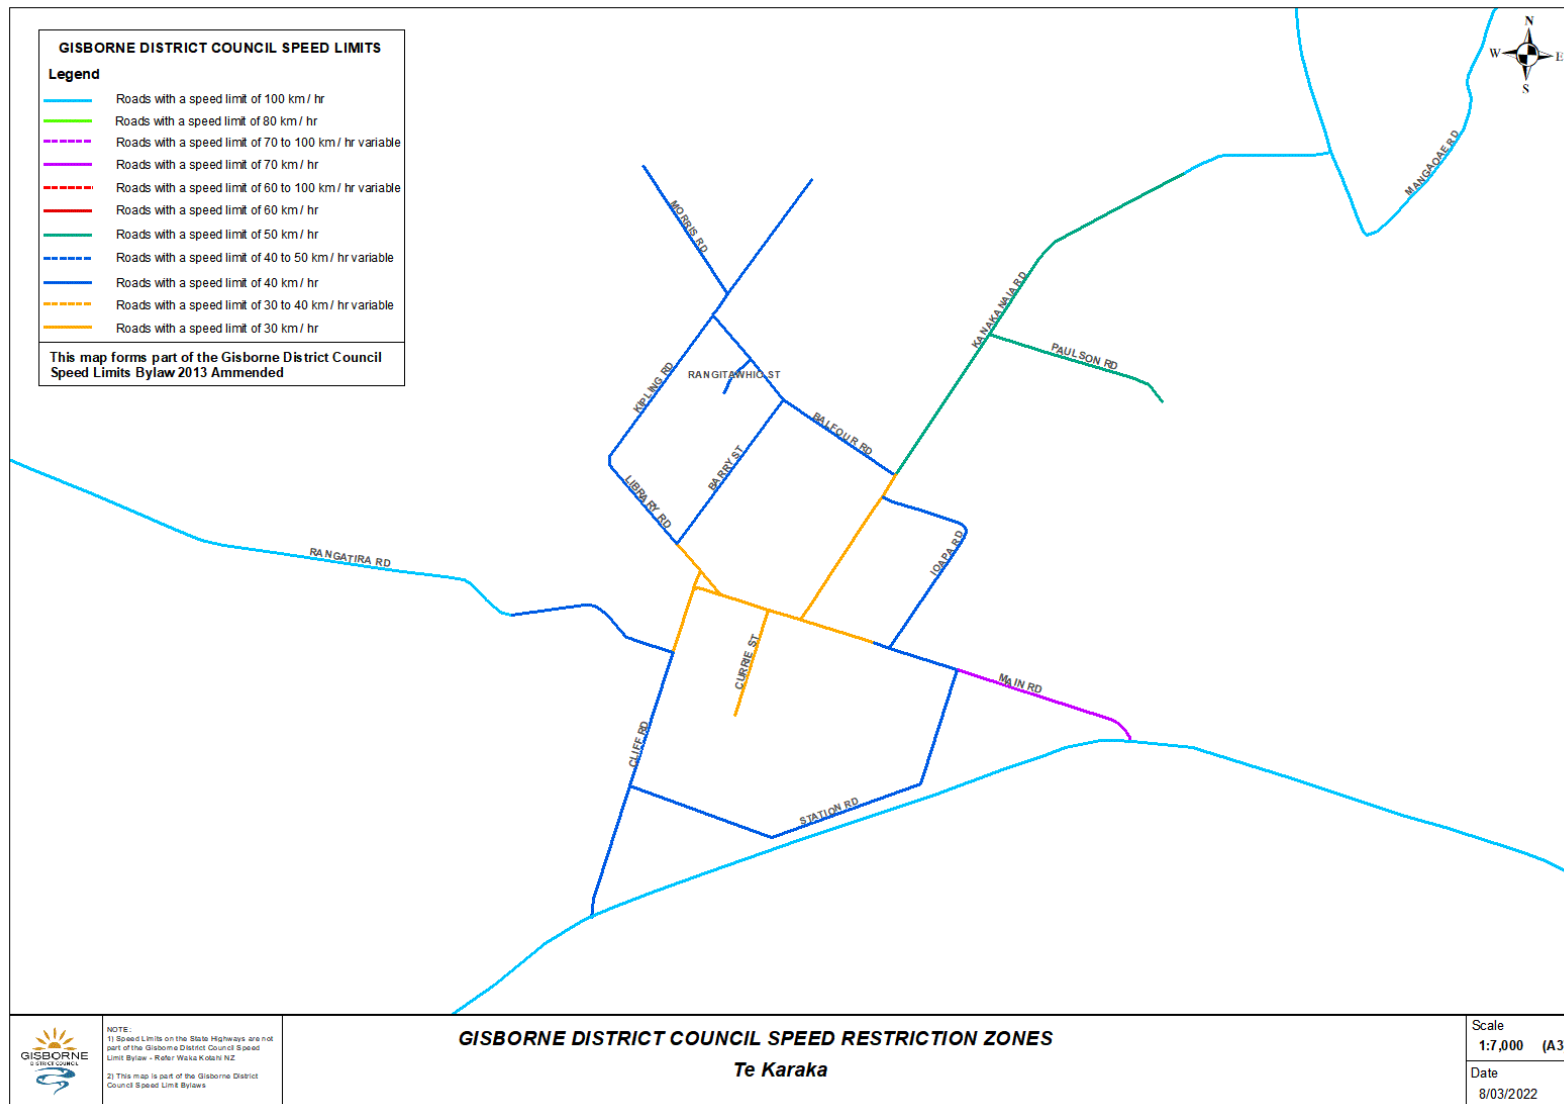 GISBORNE DISTRICT COUNCIL SPEED LIMITS
Legend
Roads with a speed limit of 100 km / hr
Roads with a speed limit of 80 km / hr
Roads with a speed limit of 70 to 100 km / hr variable
Roads with a speed limit of 70 km / hr
Roads with a speed limit of 60 to 100 km / hr variable
Roads with a speed limit of 60 km / hr
Roads with a speed limit of 50 km / hr
Roads with a speed limit of 40 to 50 km / hr variable
Roads with a speed limit of 40 km / hr
Roads with a speed limit of 30 to 40 km / hr variable
Roads with a speed limit of 30 km / hr
This map forms part of the Gisborne District Council
Speed Limits Bylaw 2013 Ammended
N
W
E
S
MANGAOAE RD
MORRIS RD
KANAKANAIA RD
PAULSON RD
RANGITAWHIO ST
KIPLING RD
BALFOUR RD
BARRY ST
LIBRARY RD
IOAPA RD
RANGATIRA RD
CURRIE ST
MAIN RD
CLIFF RD
STATION RD
GISBORNE
DISTRICT COUNCIL
NOTE:
1) Speed Limits on the State Highways are not
part of the Gisborne District Council Speed
Limit Bylaw - Refer Waka Kotahi NZ
2) This map is part of the Gisborne District
Council Speed Limit Bylaws
GISBORNE DISTRICT COUNCIL SPEED RESTRICTION ZONES
Te Karaka
Scale
1:7,000 (A3
Date
8/03/2022